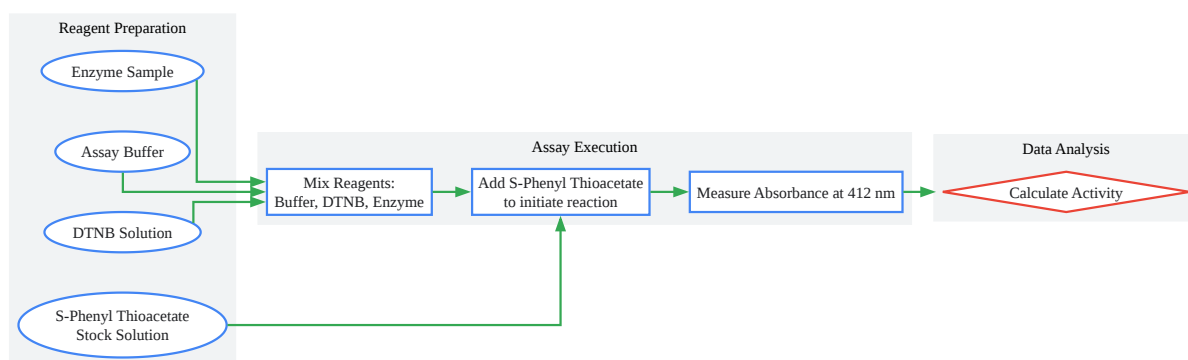 Reagent Preparation
Enzyme Sample
Assay Buffer
DTNB Solution
S-Phenyl Thioacetate
Stock Solution
Assay Execution
Mix Reagents:
Buffer, DTNB, Enzyme
Add S-Phenyl Thioacetate
to initiate reaction
Measure Absorbance at 412 nm
Data Analysis
Calculate Activity